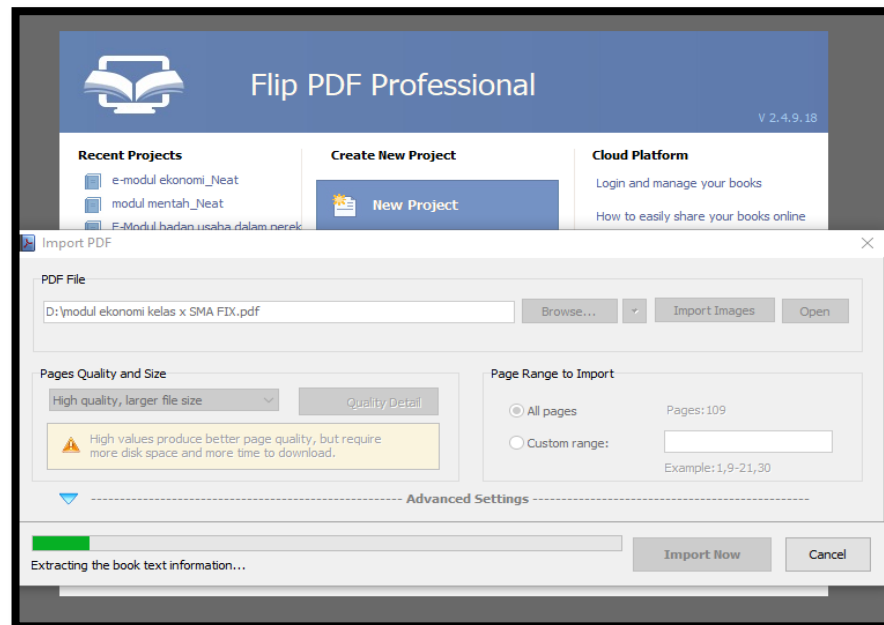 Flip PDF Professional
V 2.4.9.18
Recent Projects
e-modul ekonomi_Neat
modul mentah_Neat
E-Modul badan usaha dalam perek
Create New Project
New Project
Cloud Platform
Login and manage your books
How to easily share your books online
Import PDF
PDF File
D:\modul ekonomi kelas x SMA FIX.pdf
Browse...
Import Images
Open
Pages Quality and Size
High quality, larger file size
Quality Detail
High values produce better page quality, but require
more disk space and more time to download.
Page Range to Import
All pages
Pages:109
Custom range:
Example:1,9-21,30
Advanced Settings
Extracting the book text information...
Import Now
Cancel